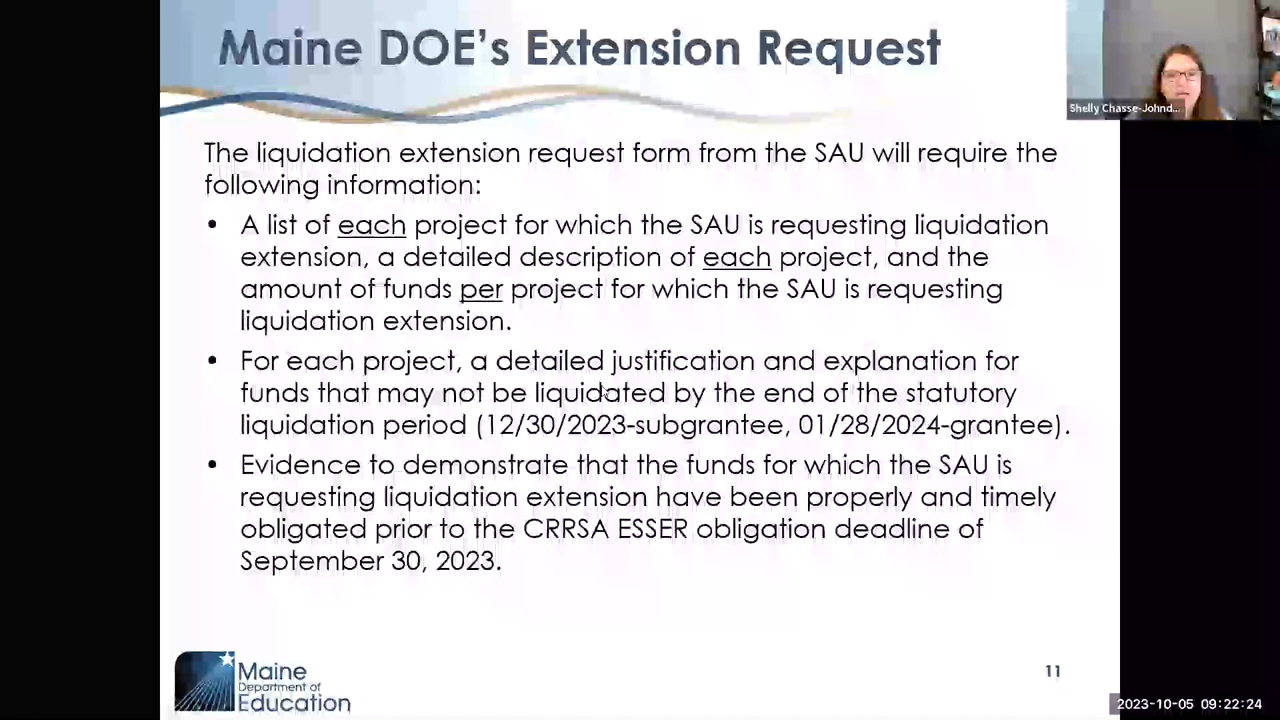 Maine DOE's Extension Request
Shelly Chasse-Johnd...
The liquidation extension request form from the SAU will require the
following information:
• A list of each project for which the SAU is requesting liquidation
extension, a detailed description of each project, and the
amount of funds per project for which the SAU is requesting
liquidation extension.
• For each project, a detailed justification and explanation for
funds that may not be liquidated by the end of the statutory
liquidation period (12/30/2023-subgrantee, 01/28/2024-grantee).
• Evidence to demonstrate that the funds for which the SAU is
requesting liquidation extension have been properly and timely
obligated prior to the CRRSA ESSER obligation deadline of
September 30, 2023.
Maine
Department of
Education
11
2023-10-05 09:22:24